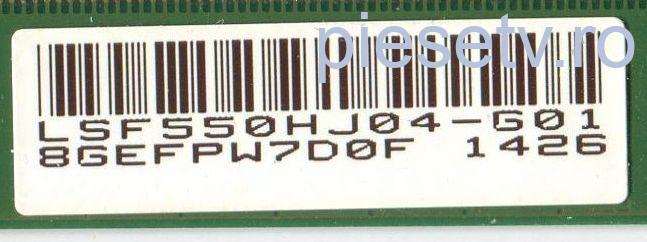 piesetv.ro
LSF550HJ04-G01
8GEFPW7D0F 1426